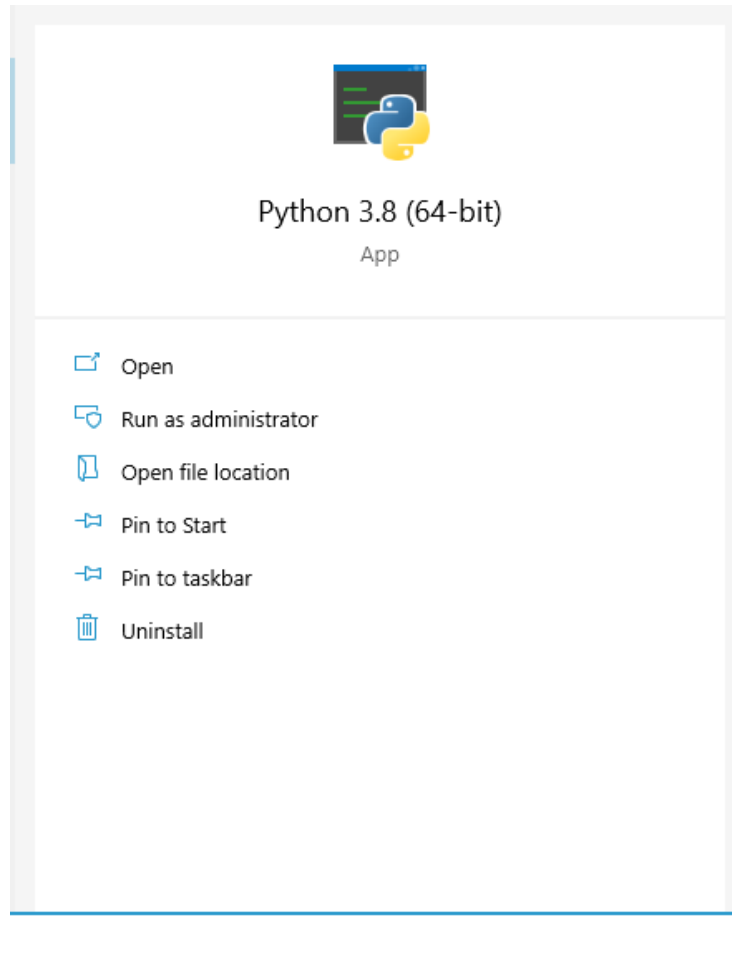 Python 3.8 (64-bit)
App
Open
Run as administrator
Open file location
Pin to Start
Pin to taskbar
Uninstall